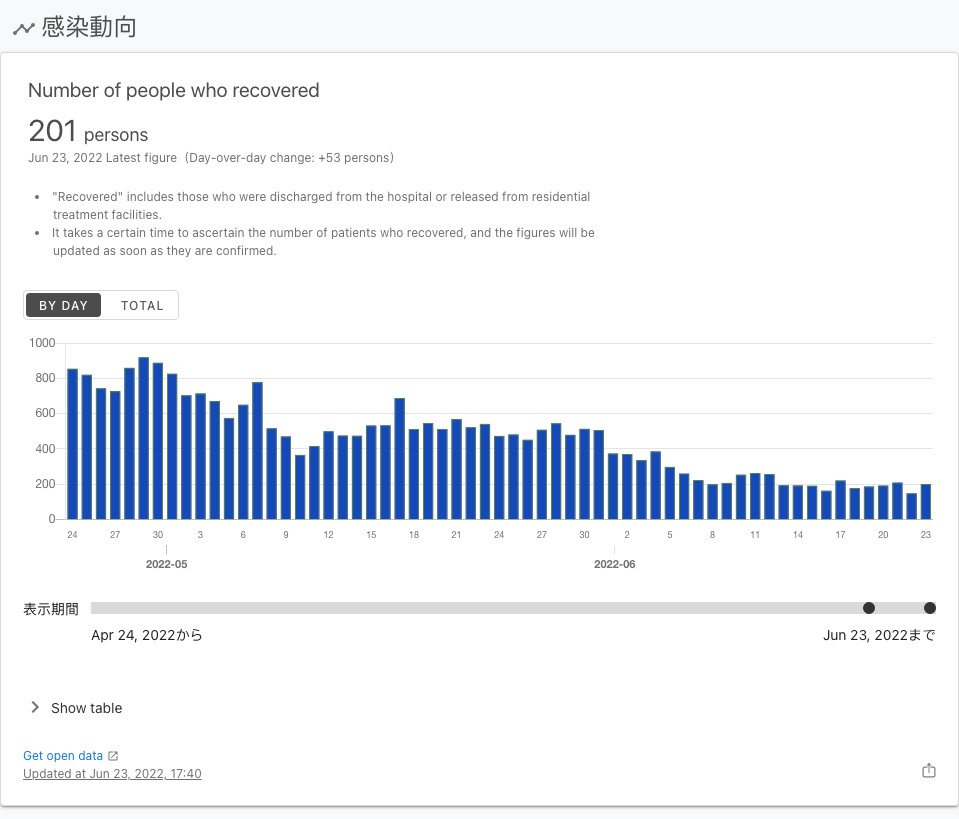 感染動向
Number of people who recovered
201 persons
Jun 23, 2022 Latest figure (Day-over-day change: +53 persons)
• "Recovered" includes those who were discharged from the hospital or released from residential
treatment facilities.
• It takes a certain time to ascertain the number of patients who recovered, and the figures will be
updated as soon as they are confirmed.
BY DAY TOTAL
1000
800
600
400
200
0
24 27 30 3 6 9 12 15 18 21 24 27 30 2 5 8 11 14 17 20 23
2022-05 2022-06
表示期間
Apr 24, 2022から Jun 23, 2022まで
Show table
Get open data
Updated at Jun 23, 2022, 17:40